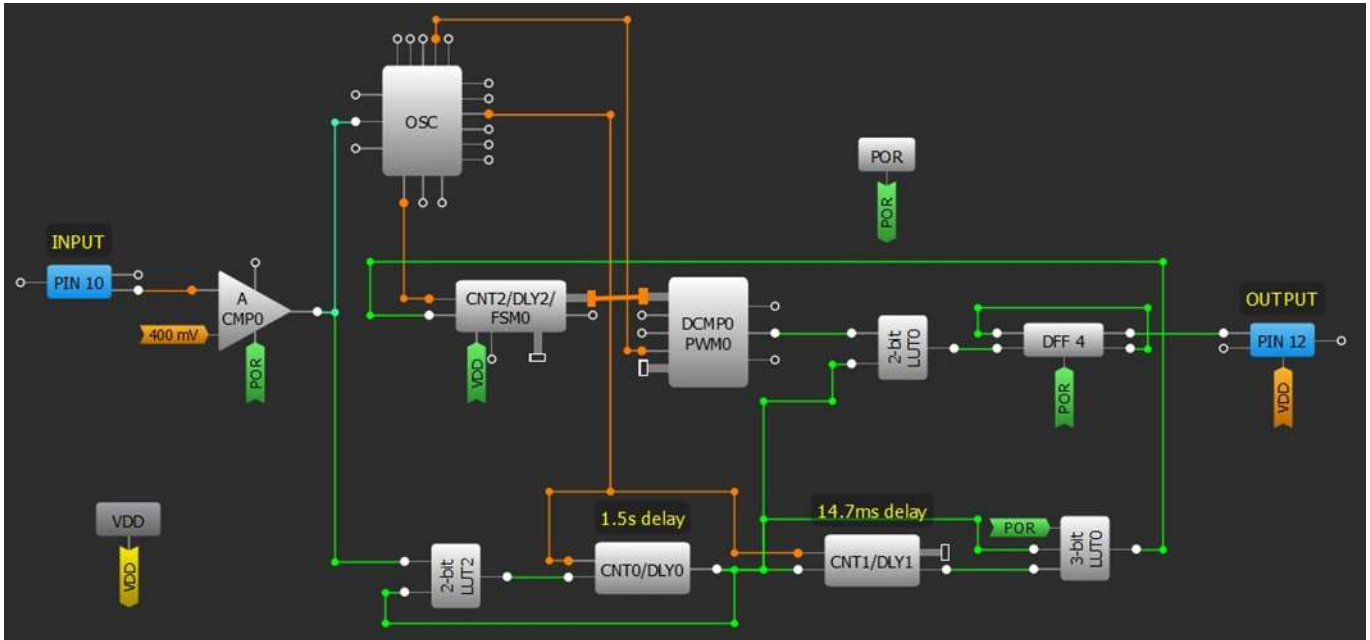 OSC
POR
POR
INPUT
PIN 10
A
CMP0
400 mV
POR
CNT2/DLY2/
FSM0
VDD
DCMP0
PWM0
2-bit
LUT0
DFF 4
POR
OUTPUT
PIN 12
VDD
VDD
VDD
2-bit
LUT2
1.5s delay
CNT0/DLY0
14.7ms delay
CNT1/DLY1
POR
3-bit
LUT0